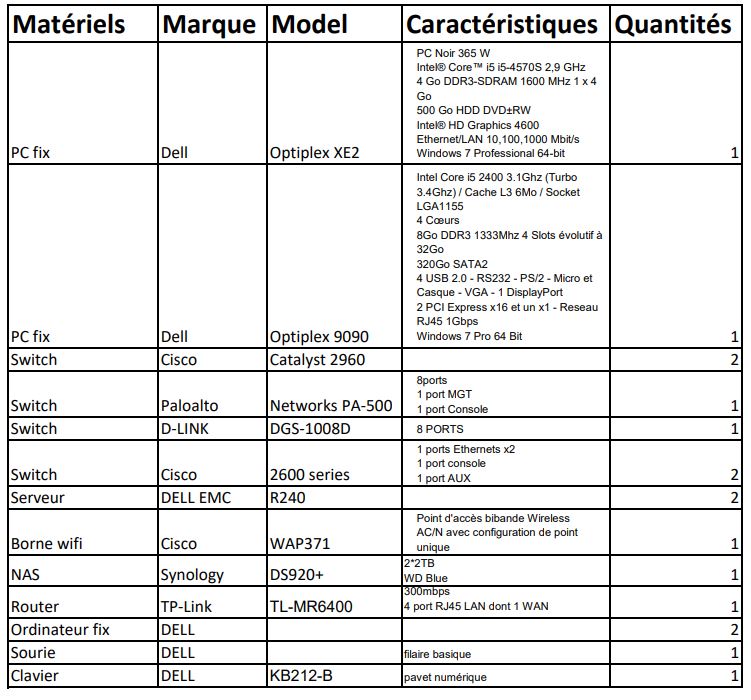 Matériels Marque Model Caractéristiques Quantités
PC Noir 365 W
Intel® Core™ i5 i5-4570S 2,9 GHz
4 Go DDR3-SDRAM 1600 MHz 1 x 4
Go
500 Go HDD DVD±RW
Intel® HD Graphics 4600
Ethernet/LAN 10,100,1000 Mbit/s
PC fix Dell Optiplex XE2 Windows 7 Professional 64-bit 1
Intel Core i5 2400 3.1Ghz (Turbo
3.4Ghz) / Cache L3 6Mo / Socket
LGA1155
4 Cœurs
8Go DDR3 1333Mhz 4 Slots évolutif à
32Go
320Go SATA2
4 USB 2.0 - RS232 - PS/2 - Micro et
Casque - VGA - 1 DisplayPort
2 PCI Express x16 et un x1 - Reseau
RJ45 1Gbps
PC fix Dell Optiplex 9090 Windows 7 Pro 64 Bit 1
Switch Cisco Catalyst 2960 2
8ports
1 port MGT
Switch Paloalto Networks PA-500 1 port Console 1
Switch D-LINK DGS-1008D 8 PORTS 1
1 ports Ethernets x2
1 port console
Switch Cisco 2600 series 1 port AUX 2
Serveur DELL EMC R240 2
Point d'accès bibande Wireless
AC/N avec configuration de point
Borne wifi Cisco WAP371 unique 1
2*2TB
NAS Synology DS920+ WD Blue 1
300mbps
Router TP-Link TL-MR6400 4 port RJ45 LAN dont 1 WAN 1
Ordinateur fix DELL 2
Sourie DELL filaire basique 1
Clavier DELL KB212-B pavet numérique 1